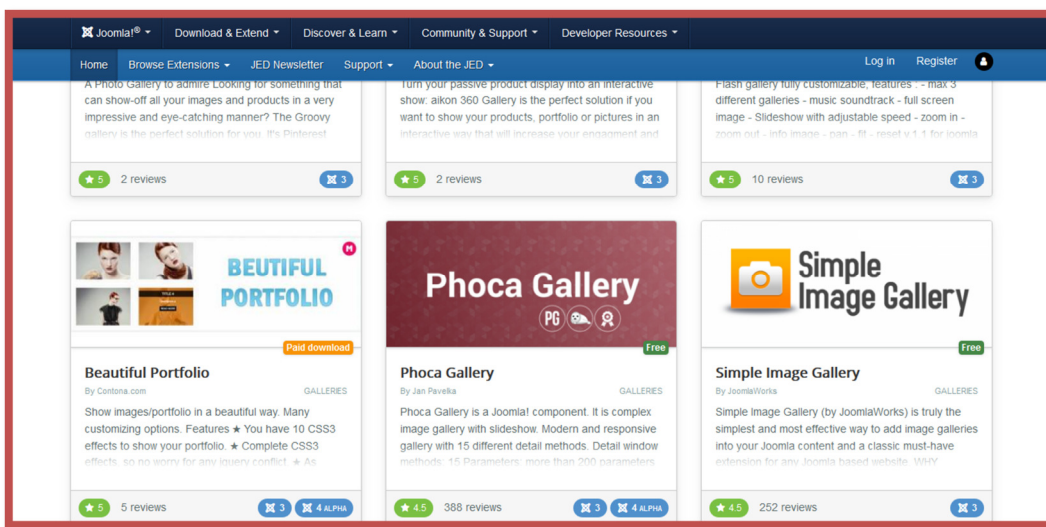 Joomla!® Download & Extend Discover & Learn Community & Support Developer Resources
Home Browse Extensions JED Newsletter Support About the JED Log in Register
A Photo Gallery to admire Looking for something that
can show-off all your images and products in a very
impressive and eye-catching manner? The Groovy
gallery is the perfect solution for you. It's Pinterest
5 2 reviews 3
Turn your passive product display into an interactive
show: aikon 360 Gallery is the perfect solution if you
want to show your products, portfolio or pictures in an
interactive way that will increase your engagment and
5 2 reviews 3
Flash gallery fully customizable, features : - max 3
different galleries - music soundtrack - full screen
image - Slideshow with adjustable speed - zoom in -
zoom out - info image - pan - fit - reset v 1.1 for joomla
5 10 reviews 3
M
BEUTIFUL
PORTFOLIO
Paid download
Beautiful Portfolio
By Contona.com GALLERIES
Show images/portfolio in a beautiful way. Many
customizing options. Features ★ You have 10 CSS3
effects to show your portfolio. ★ Complete CSS3
effects, so no worry for any jquery conflict. ★ As
5 5 reviews 3 4 ALPHA
Phoca Gallery
PG
Free
Phoca Gallery
By Jan Pavelka GALLERIES
Phoca Gallery is a Joomla! component. It is complex
image gallery with slideshow. Modern and responsive
gallery with 15 different detail methods. Detail window
methods: 15 Parameters: more than 200 parameters
4.5 388 reviews 3 4 ALPHA
Simple
Image Gallery
Free
Simple Image Gallery
By JoomlaWorks GALLERIES
Simple Image Gallery (by JoomlaWorks) is truly the
simplest and most effective way to add image galleries
into your Joomla content and a classic must-have
extension for any Joomla based website. WHY
4.5 252 reviews 3